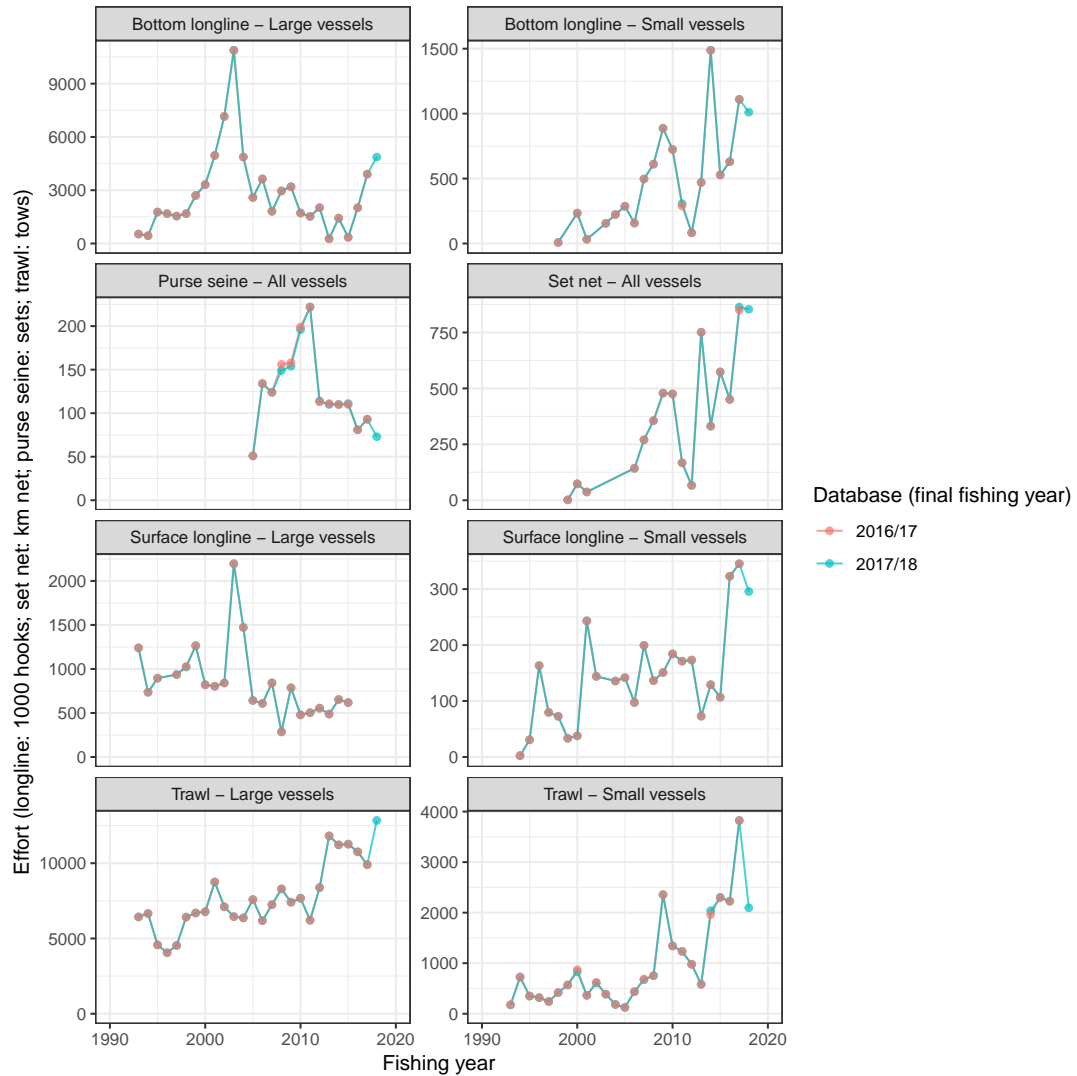 Bottom longline − Large vessels
Bottom longline − Small vessels
9000
6000
3000
0
1500
1000
500
0
Purse seine − All vessels
Set net − All vessels
200
150
100
50
0
750
500
250
0
Surface longline − Large vessels
Surface longline − Small vessels
2000
1500
1000
500
0
300
200
100
0
Trawl − Large vessels
Trawl − Small vessels
10000
5000
0
4000
3000
2000
1000
0
1990 2000 2010 2020
1990 2000 2010 2020
Fishing year
Effort (longline: 1000 hooks; set net: km net; purse seine: sets; trawl: tows)
Database (final fishing year)
2016/17
2017/18